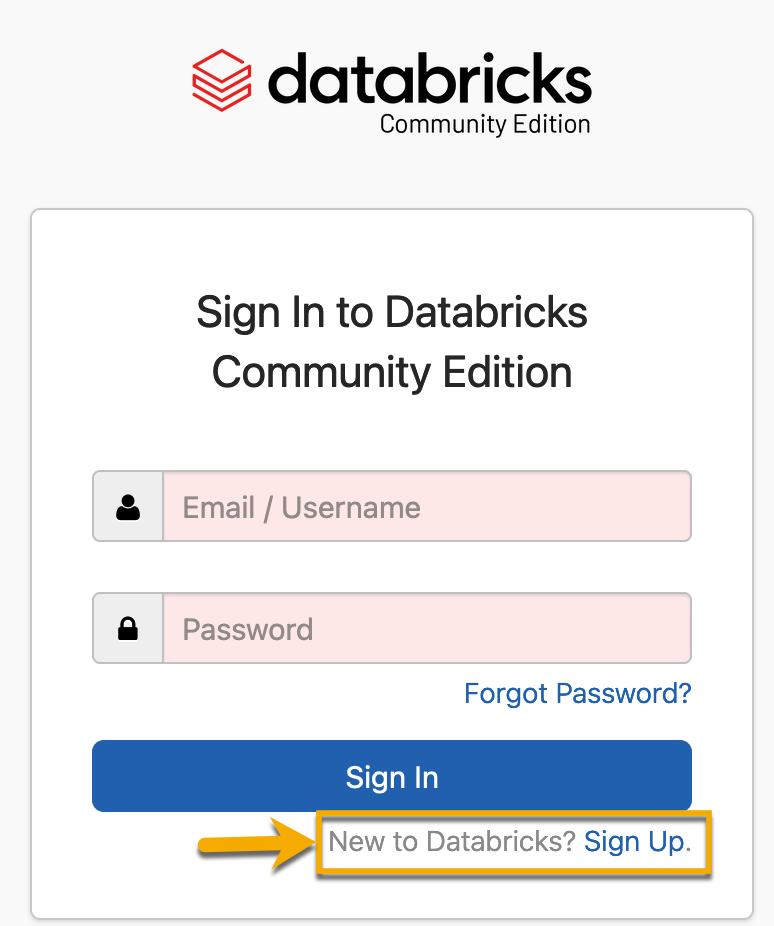 databricks
Community Edition
Sign In to Databricks
Community Edition
Email / Username
Password
Forgot Password?
Sign In
New to Databricks? Sign Up.